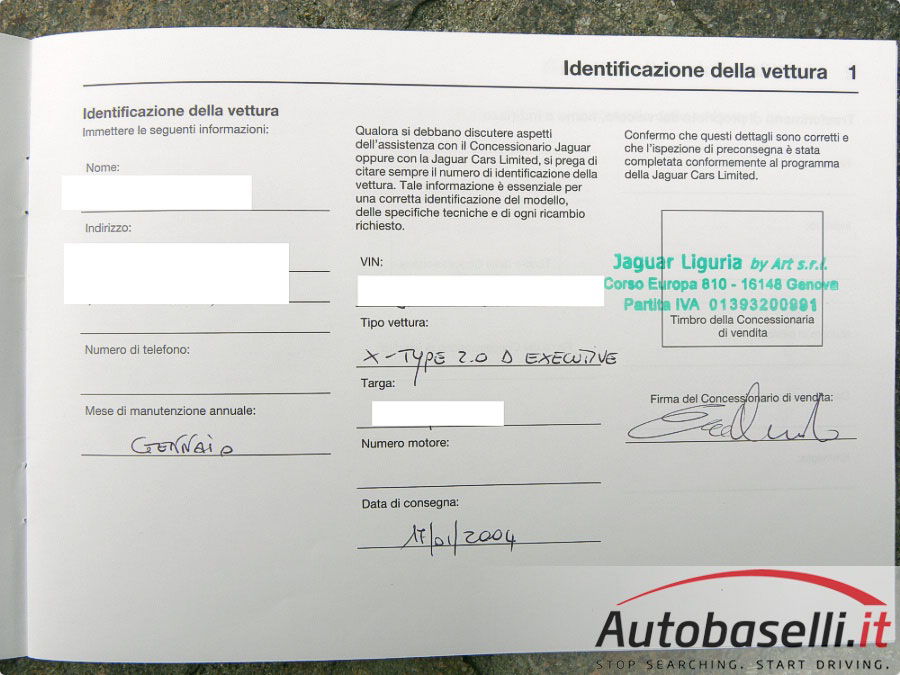 Identificazione della vettura 1
Identificazione della vettura
Immettere le seguenti informazioni:
Nome:
Indirizzo:
Numero di telefono:
Mese di manutenzione annuale:
GENNAIO
Qualora si debbano discutere aspetti
dell'assistenza con il Concessionario Jaguar
oppure con la Jaguar Cars Limited, si prega di
citare sempre il numero di identificazione della
vettura. Tale informazione è essenziale per
una corretta identificazione del modello,
delle specifiche tecniche e di ogni ricambio
richiesto.
VIN:
Tipo vettura:
X-TYPE 2.0 D EXECUTIVE
Targa:
Numero motore:
Data di consegna:
17/01/2004
Confermo che questi dettagli sono corretti e
che l'ispezione di preconsegna è stata
completata conformemente al programma
della Jaguar Cars Limited.
Jaguar Liguria by Art s.r.l.
Corso Europa 810 - 16148 Genova
Partita IVA 01393200991
Timbro della Concessionaria
di vendita
Firma del Concessionario di vendita:
Autobaselli.it
STOP SEARCHING. START DRIVING.